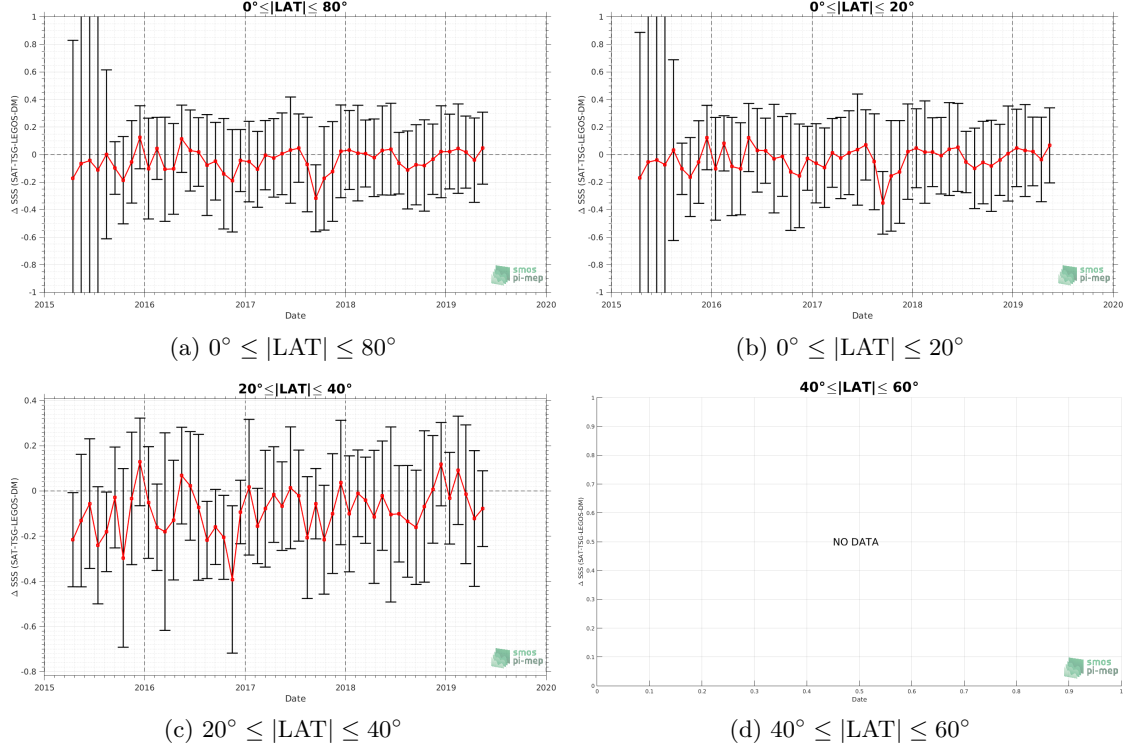 0°≤|LAT|≤ 80°
Δ SSS (SAT-TSG-LEGOS-DM)
1
0.8
0.6
0.4
0.2
0
-0.2
-0.4
-0.6
-0.8
-1
2015 2016 2017 2018 2019 2020
Date
smos
pi-mep
(a) 0° ≤ |LAT| ≤ 80°
0°≤|LAT|≤ 20°
Δ SSS (SAT-TSG-LEGOS-DM)
1
0.8
0.6
0.4
0.2
0
-0.2
-0.4
-0.6
-0.8
-1
2015 2016 2017 2018 2019 2020
Date
smos
pi-mep
(b) 0° ≤ |LAT| ≤ 20°
20°≤|LAT|≤ 40°
Δ SSS (SAT-TSG-LEGOS-DM)
0.4
0.2
0
-0.2
-0.4
-0.6
-0.8
2015 2016 2017 2018 2019 2020
Date
smos
pi-mep
(c) 20° ≤ |LAT| ≤ 40°
40°≤|LAT|≤ 60°
Δ SSS (SAT-TSG-LEGOS-DM)
1
0.9
0.8
0.7
0.6
0.5
0.4
0.3
0.2
0.1
0
NO DATA
0 0.1 0.2 0.3 0.4 0.5 0.6 0.7 0.8 0.9 1
Date
smos
pi-mep
(d) 40° ≤ |LAT| ≤ 60°